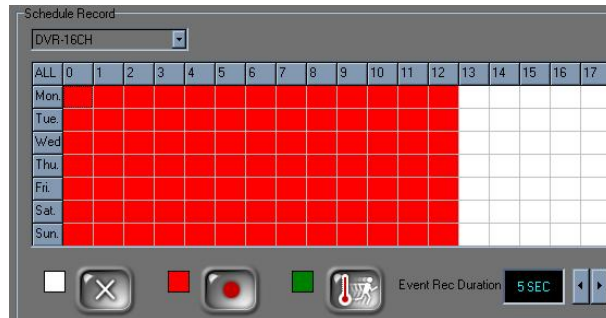 Schedule Record
DVR-16CH
ALL 0 1 2 3 4 5 6 7 8 9 10 11 12 13 14 15 16 17
Mon.
Tue.
Wed
Thu.
Fri.
Sat.
Sun.
Event Rec Duration 5 SEC